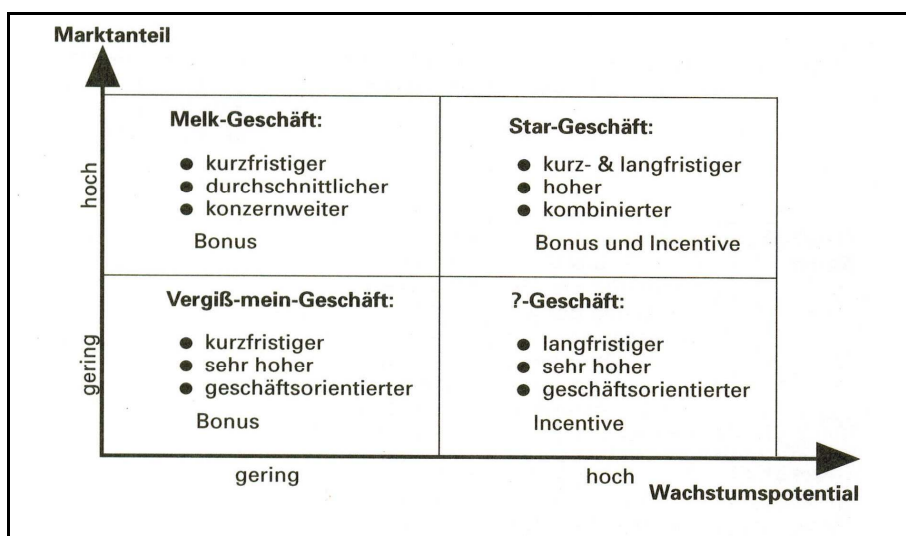 Marktanteil
hoch
Melk-Geschäft:
● kurzfristiger
● durchschnittlicher
● konzernweiter
Bonus
Star-Geschäft:
● kurz- & langfristiger
● hoher
● kombinierter
Bonus und Incentive
gering
Vergiß-mein-Geschäft:
● kurzfristiger
● sehr hoher
● geschäftsorientierter
Bonus
?-Geschäft:
● langfristiger
● sehr hoher
● geschäftsorientierter
Incentive
gering
hoch
Wachstumspotential